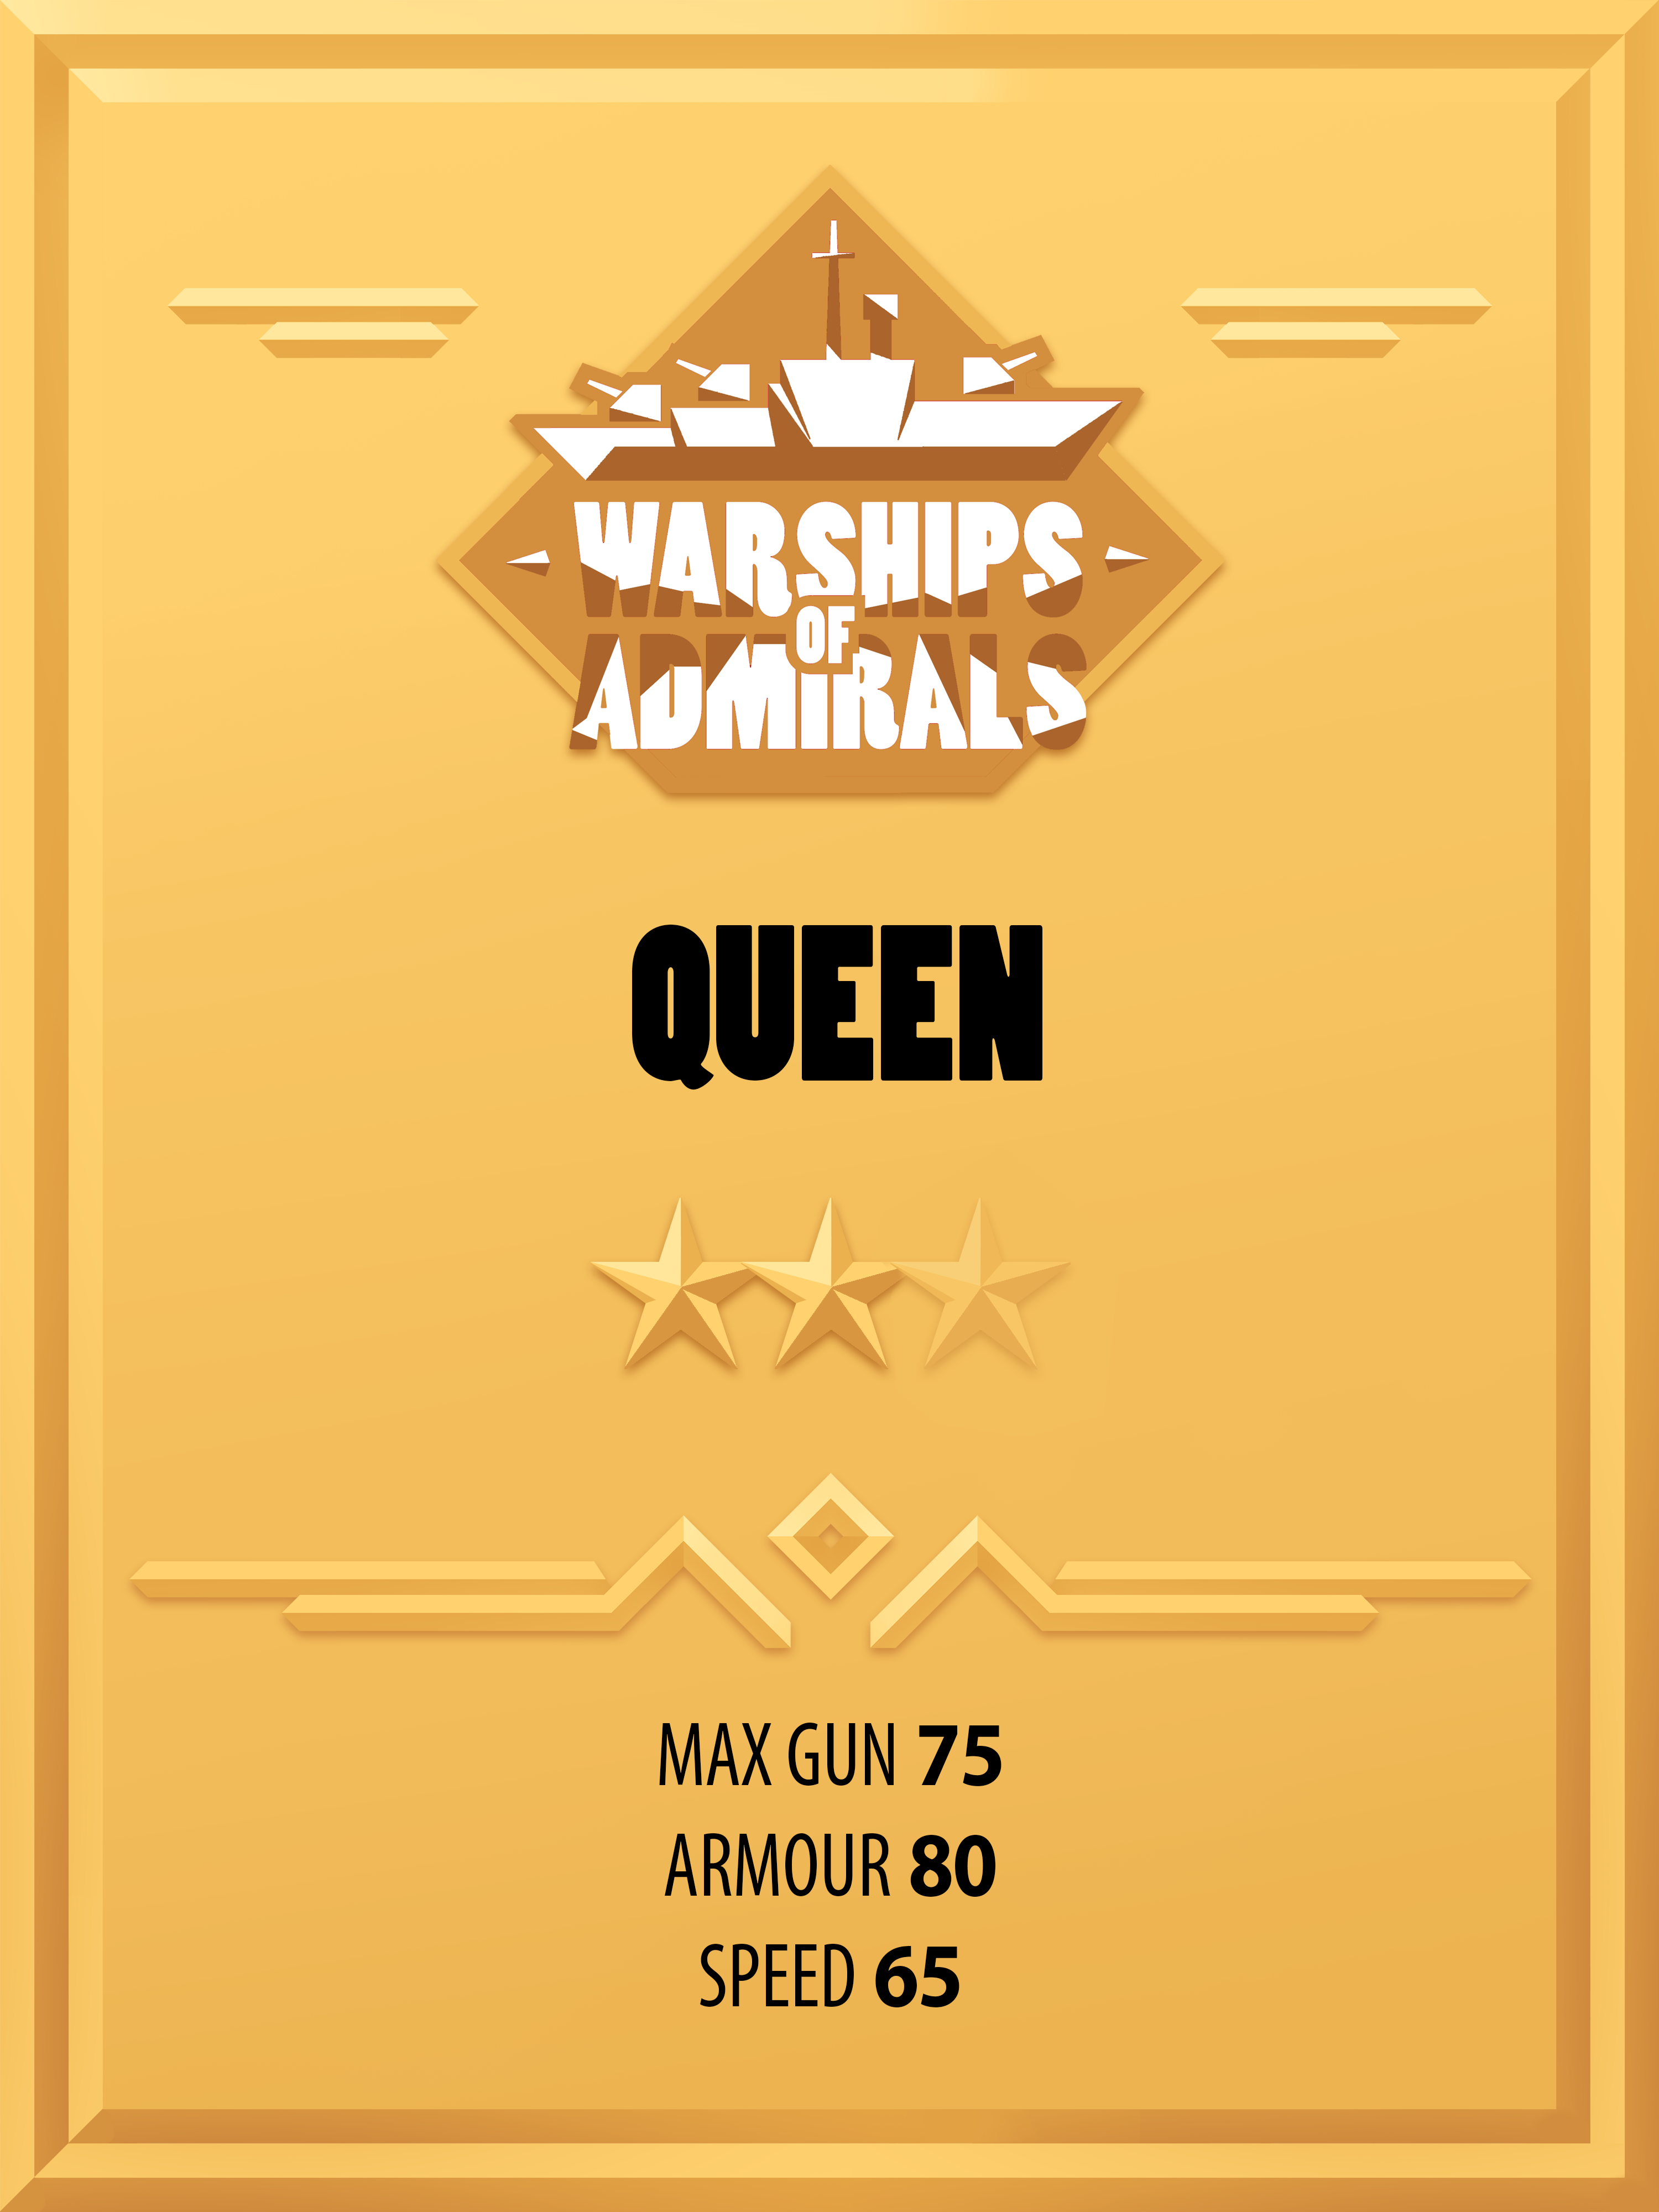 WARSHIPS
OF
ADMIRALS
QUEEN
MAX GUN 75
ARMOUR 80
SPEED 65